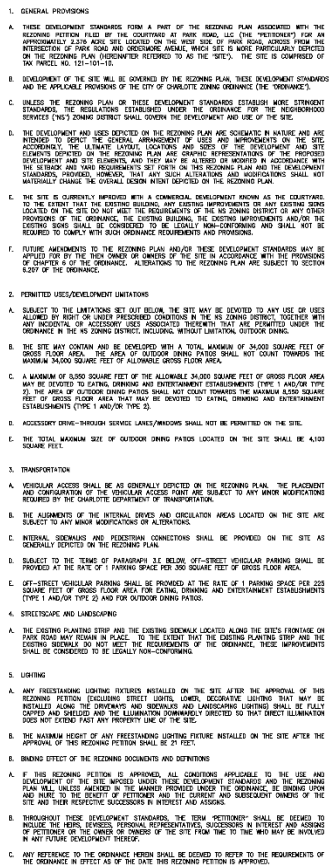 1. GENERAL PROVISIONS
A. THESE DEVELOPMENT STANDARDS FORM A PART OF THE REZONING PLAN ASSOCIATED WITH THE
REZONING PETITION FILED BY THE COURTYARD AT PARK ROAD, LLC (THE "PETITIONER") FOR AN
APPROXIMATELY 2.376 ACRE SITE LOCATED ON THE WEST SIDE OF PARK ROAD, ACROSS FROM THE
INTERSECTION OF PARK ROAD AND ORDERMORE AVENUE, WHICH SITE IS MORE PARTICULARLY DEPICTED
ON THE REZONING PLAN (HEREINAFTER REFERRED TO AS THE "SITE"). THE SITE IS COMPRISED OF
TAX PARCEL NO. 121-101-15.
B. DEVELOPMENT OF THE SITE WILL BE GOVERNED BY THE REZONING PLAN, THESE DEVELOPMENT STANDARDS
AND THE APPLICABLE PROVISIONS OF THE CITY OF CHARLOTTE ZONING ORDINANCE (THE "ORDINANCE").
C. UNLESS THE REZONING PLAN OR THESE DEVELOPMENT STANDARDS ESTABLISH MORE STRINGENT
STANDARDS, THE REGULATIONS ESTABLISHED UNDER THE ORDINANCE FOR THE NEIGHBORHOOD
SERVICES ("NS") ZONING DISTRICT SHALL GOVERN THE DEVELOPMENT AND USE OF THE SITE.
D. THE DEVELOPMENT AND USES DEPICTED ON THE REZONING PLAN ARE SCHEMATIC IN NATURE AND ARE
INTENDED TO DEPICT THE GENERAL ARRANGEMENT OF USES AND IMPROVEMENTS ON THE SITE.
ACCORDINGLY, THE ULTIMATE LAYOUT, LOCATIONS AND SIZES OF THE DEVELOPMENT AND SITE
ELEMENTS DEPICTED ON THE REZONING PLAN ARE GRAPHIC REPRESENTATIONS OF THE PROPOSED
DEVELOPMENT AND SITE ELEMENTS, AND THEY MAY BE ALTERED OR MODIFIED IN ACCORDANCE WITH
THE SETBACK AND YARD REQUIREMENTS SET FORTH ON THIS REZONING PLAN AND THE DEVELOPMENT
STANDARDS, PROVIDED, HOWEVER, THAT ANY SUCH ALTERATIONS AND MODIFICATIONS SHALL NOT
MATERIALLY CHANGE THE OVERALL DESIGN INTENT DEPICTED ON THE REZONING PLAN.
E. THE SITE IS CURRENTLY IMPROVED WITH A COMMERCIAL DEVELOPMENT KNOWN AS THE COURTYARD.
TO THE EXTENT THAT THE EXISTING BUILDING, ANY EXISTING IMPROVEMENTS OR ANY EXISTING SIGNS
LOCATED ON THE SITE DO NOT MEET THE REQUIREMENTS OF THE NS ZONING DISTRICT OR ANY OTHER
PROVISIONS OF THE ORDINANCE, THE EXISTING BUILDING, THE EXISTING IMPROVEMENTS AND/OR THE
EXISTING SIGNS SHALL BE CONSIDERED TO BE LEGALLY NON-CONFORMING AND SHALL NOT BE
REQUIRED TO COMPLY WITH SUCH ORDINANCE REQUIREMENTS AND PROVISIONS.
F. FUTURE AMENDMENTS TO THE REZONING PLAN AND/OR THESE DEVELOPMENT STANDARDS MAY BE
APPLIED FOR BY THE THEN OWNER OR OWNERS OF THE SITE IN ACCORDANCE WITH THE PROVISIONS
OF CHAPTER 6 OF THE ORDINANCE. ALTERATIONS TO THE REZONING PLAN ARE SUBJECT TO SECTION
6.207 OF THE ORDINANCE.
2. PERMITTED USES/DEVELOPMENT LIMITATIONS
A. SUBJECT TO THE LIMITATIONS SET OUT BELOW, THE SITE MAY BE DEVOTED TO ANY USE OR USES
ALLOWED BY RIGHT OR UNDER PRESCRIBED CONDITIONS IN THE NS ZONING DISTRICT, TOGETHER WITH
ANY INCIDENTAL OR ACCESSORY USES ASSOCIATED THEREWITH THAT ARE PERMITTED UNDER THE
ORDINANCE IN THE NS ZONING DISTRICT, INCLUDING, WITHOUT LIMITATION, OUTDOOR DINING.
B. THE SITE MAY CONTAIN AND BE DEVELOPED WITH A TOTAL MAXIMUM OF 34,000 SQUARE FEET OF
GROSS FLOOR AREA. THE AREA OF OUTDOOR DINING PATIOS SHALL NOT COUNT TOWARDS THE
MAXIMUM 34,000 SQUARE FEET OF ALLOWABLE GROSS FLOOR AREA.
C. A MAXIMUM OF 8,550 SQUARE FEET OF THE ALLOWABLE 34,000 SQUARE FEET OF GROSS FLOOR AREA
MAY BE DEVOTED TO EATING, DRINKING AND ENTERTAINMENT ESTABLISHMENTS (TYPE 1 AND/OR TYPE
2). THE AREA OF OUTDOOR DINING PATIOS SHALL NOT COUNT TOWARDS THE MAXIMUM 8,550 SQUARE
FEET OF GROSS FLOOR AREA THAT MAY BE DEVOTED TO EATING, DRINKING AND ENTERTAINMENT
ESTABLISHMENTS (TYPE 1 AND/OR TYPE 2).
D. ACCESSORY DRIVE-THROUGH SERVICE LANES/WINDOWS SHALL NOT BE PERMITTED ON THE SITE.
E. THE TOTAL MAXIMUM SIZE OF OUTDOOR DINING PATIOS LOCATED ON THE SITE SHALL BE 4,100
SQUARE FEET.
3. TRANSPORTATION
A. VEHICULAR ACCESS SHALL BE AS GENERALLY DEPICTED ON THE REZONING PLAN. THE PLACEMENT
AND CONFIGURATION OF THE VEHICULAR ACCESS POINT ARE SUBJECT TO ANY MINOR MODIFICATIONS
REQUIRED BY THE CHARLOTTE DEPARTMENT OF TRANSPORTATION.
B. THE ALIGNMENTS OF THE INTERNAL DRIVES AND CIRCULATION AREAS LOCATED ON THE SITE ARE
SUBJECT TO ANY MINOR MODIFICATIONS OR ALTERATIONS.
C. INTERNAL SIDEWALKS AND PEDESTRIAN CONNECTIONS SHALL BE PROVIDED ON THE SITE AS
GENERALLY DEPICTED ON THE REZONING PLAN.
D. SUBJECT TO THE TERMS OF PARAGRAPH 3.E BELOW, OFF-STREET VEHICULAR PARKING SHALL BE
PROVIDED AT THE RATE OF 1 PARKING SPACE PER 350 SQUARE FEET OF GROSS FLOOR AREA.
E. OFF-STREET VEHICULAR PARKING SHALL BE PROVIDED AT THE RATE OF 1 PARKING SPACE PER 225
SQUARE FEET OF GROSS FLOOR AREA FOR EATING, DRINKING AND ENTERTAINMENT ESTABLISHMENTS
(TYPE 1 AND/OR TYPE 2) AND FOR OUTDOOR DINING PATIOS.
4. STREETSCAPE AND LANDSCAPING
A. THE EXISTING PLANTING STRIP AND THE EXISTING SIDEWALK LOCATED ALONG THE SITE'S FRONTAGE ON
PARK ROAD MAY REMAIN IN PLACE. TO THE EXTENT THAT THE EXISTING PLANTING STRIP AND THE
EXISTING SIDEWALK DO NOT MEET THE REQUIREMENTS OF THE ORDINANCE, THESE IMPROVEMENTS
SHALL BE CONSIDERED TO BE LEGALLY NON-CONFORMING.
5. LIGHTING
A. ANY FREESTANDING LIGHTING FIXTURES INSTALLED ON THE SITE AFTER THE APPROVAL OF THIS
REZONING PETITION (EXCLUDING STREET LIGHTS, LOWER, DECORATIVE LIGHTING THAT MAY BE
INSTALLED ALONG THE DRIVEWAYS AND SIDEWALKS AND LANDSCAPING LIGHTING) SHALL BE FULLY
CAPPED AND SHIELDED AND THE ILLUMINATION DOWNWARDLY DIRECTED SO THAT DIRECT ILLUMINATION
DOES NOT EXTEND PAST ANY PROPERTY LINE OF THE SITE.
B. THE MAXIMUM HEIGHT OF ANY FREESTANDING LIGHTING FIXTURE INSTALLED ON THE SITE AFTER THE
APPROVAL OF THIS REZONING PETITION SHALL BE 21 FEET.
8. BINDING EFFECT OF THE REZONING DOCUMENTS AND DEFINITIONS
A. IF THIS REZONING PETITION IS APPROVED, ALL CONDITIONS APPLICABLE TO THE USE AND
DEVELOPMENT OF THE SITE IMPOSED UNDER THESE DEVELOPMENT STANDARDS AND THE REZONING
PLAN WILL, UNLESS AMENDED IN THE MANNER PROVIDED UNDER THE ORDINANCE, BE BINDING UPON
AND INURE TO THE BENEFIT OF PETITIONER AND THE CURRENT AND SUBSEQUENT OWNERS OF THE
SITE AND THEIR RESPECTIVE SUCCESSORS IN INTEREST AND ASSIGNS.
B. THROUGHOUT THESE DEVELOPMENT STANDARDS, THE TERM "PETITIONER" SHALL BE DEEMED TO
INCLUDE THE HEIRS, DEVISEES, PERSONAL REPRESENTATIVES, SUCCESSORS IN INTEREST AND ASSIGNS
OF PETITIONER OR THE OWNER OR OWNERS OF THE SITE FROM TIME TO TIME WHO MAY BE INVOLVED
IN ANY FUTURE DEVELOPMENT THEREOF.
C. ANY REFERENCE TO THE ORDINANCE HEREIN SHALL BE DEEMED TO REFER TO THE REQUIREMENTS OF
THE ORDINANCE IN EFFECT AS OF THE DATE THIS REZONING PETITION IS APPROVED.